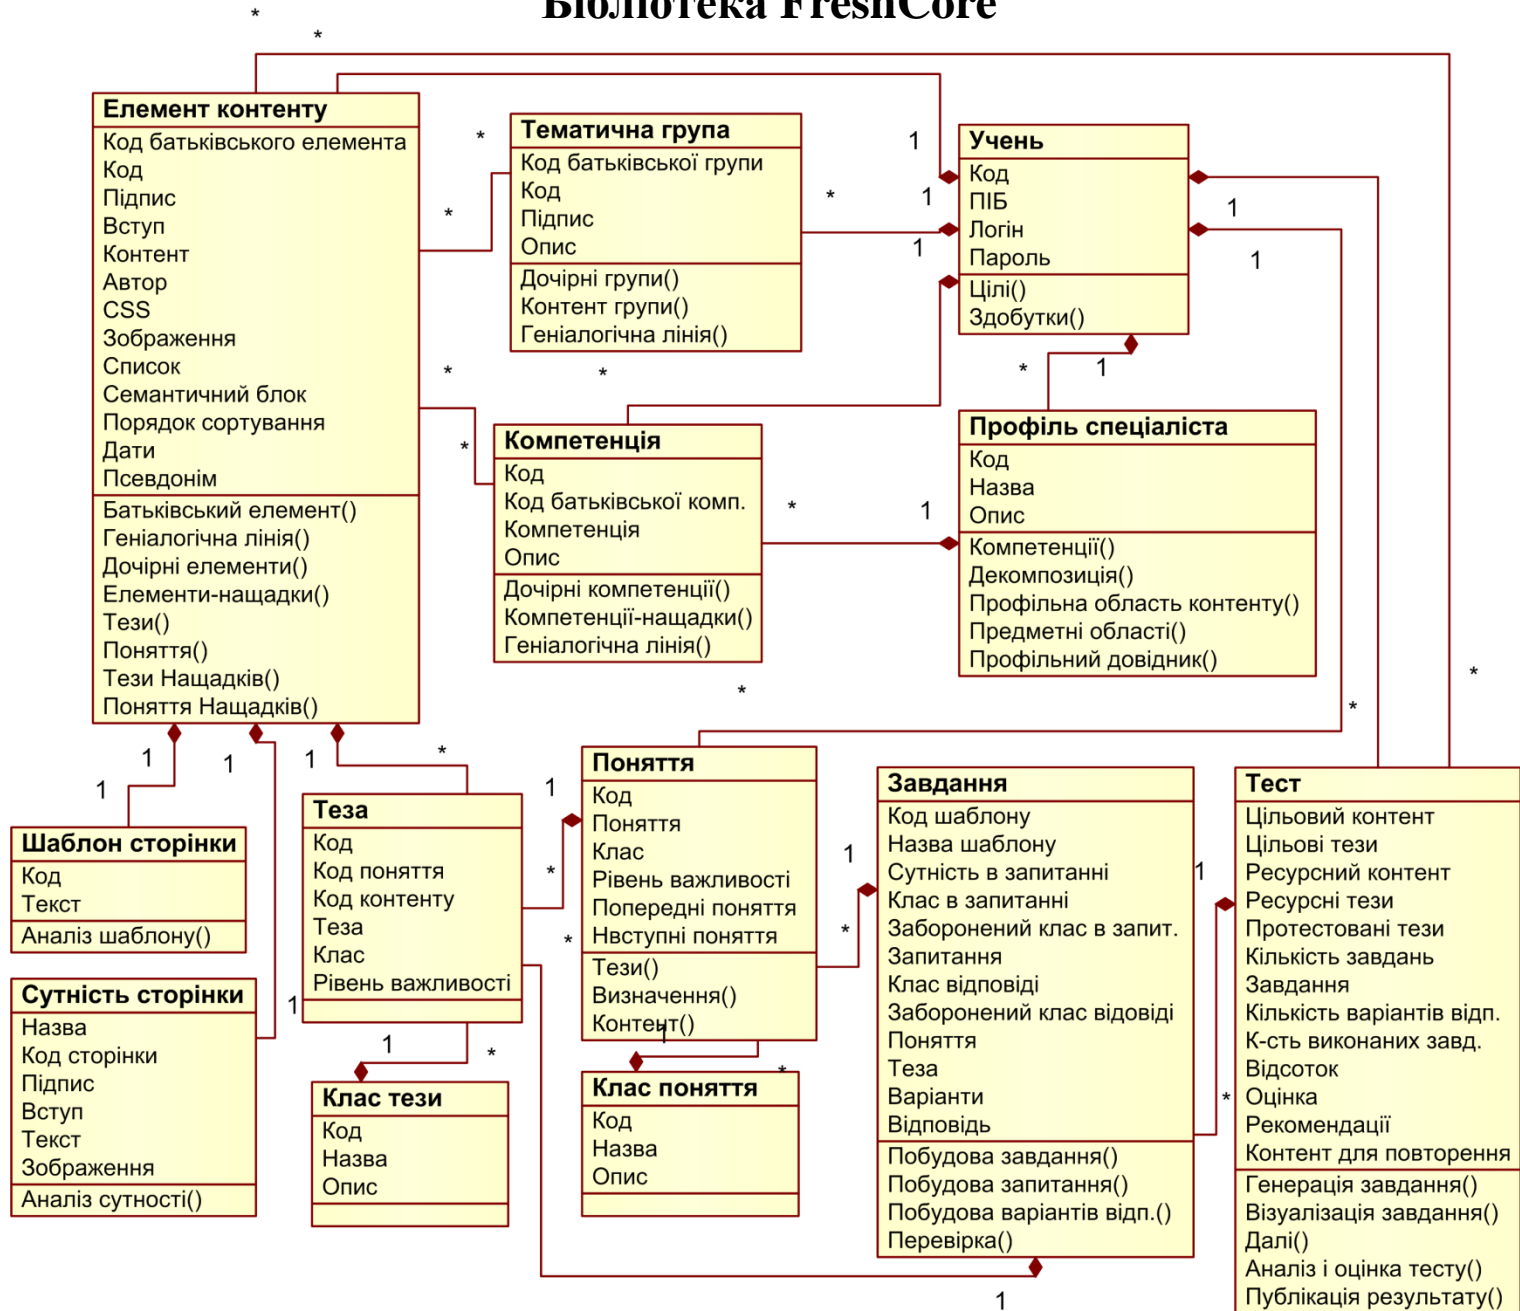 Бібліотека FreshCore
Елемент контенту
Код батьківського елемента
Код
Підпис
Вступ
Контент
Автор
CSS
Зображення
Список
Семантичний блок
Порядок сортування
Дати
Псевдонім
Батьківський елемент()
Геніалогічна лінія()
Дочірні елементи()
Елементи-нащадки()
Тези()
Поняття()
Тези Нащадків()
Поняття Нащадків()
Тематична група
Код батьківської групи
Код
Підпис
Опис
Дочірні групи()
Контент групи()
Геніалогічна лінія()
Учень
Код
ПІБ
Логін
Пароль
Цілі()
Здобутки()
Компетенція
Код
Код батьківської комп.
Компетенція
Опис
Дочірні компетенції()
Компетенції-нащадки()
Геніалогічна лінія()
Профіль спеціаліста
Код
Назва
Опис
Компетенції()
Декомпозиція()
Профільна область контенту()
Предметні області()
Профільний довідник()
Шаблон сторінки
Код
Текст
Аналіз шаблону()
Сутність сторінки
Назва
Код сторінки
Підпис
Вступ
Текст
Зображення
Аналіз сутності()
Теза
Код
Код поняття
Код контенту
Теза
Клас
Рівень важливості
Клас тези
Код
Назва
Опис
Поняття
Код
Поняття
Клас
Рівень важливості
Попередні поняття
Нвступні поняття
Тези()
Визначення()
Контент()
Клас поняття
Код
Назва
Опис
Завдання
Код шаблону
Назва шаблону
Сутність в запитанні
Клас в запитанні
Заборонений клас в запит.
Запитання
Клас відповіді
Заборонений клас відовіді
Поняття
Теза
Варіанти
Відповідь
Побудова завдання()
Побудова запитання()
Побудова варіантів відп.()
Перевірка()
Тест
Цільовий контент
Цільові тези
Ресурсний контент
Ресурсні тези
Протестовані тези
Кількість завдань
Завдання
Кількість варіантів відп.
К-сть виконаних завд.
Відсоток
Оцінка
Рекомендації
Контент для повторення
Генерація завдання()
Візуалізація завдання()
Далі()
Аналіз і оцінка тесту()
Публікація результату()